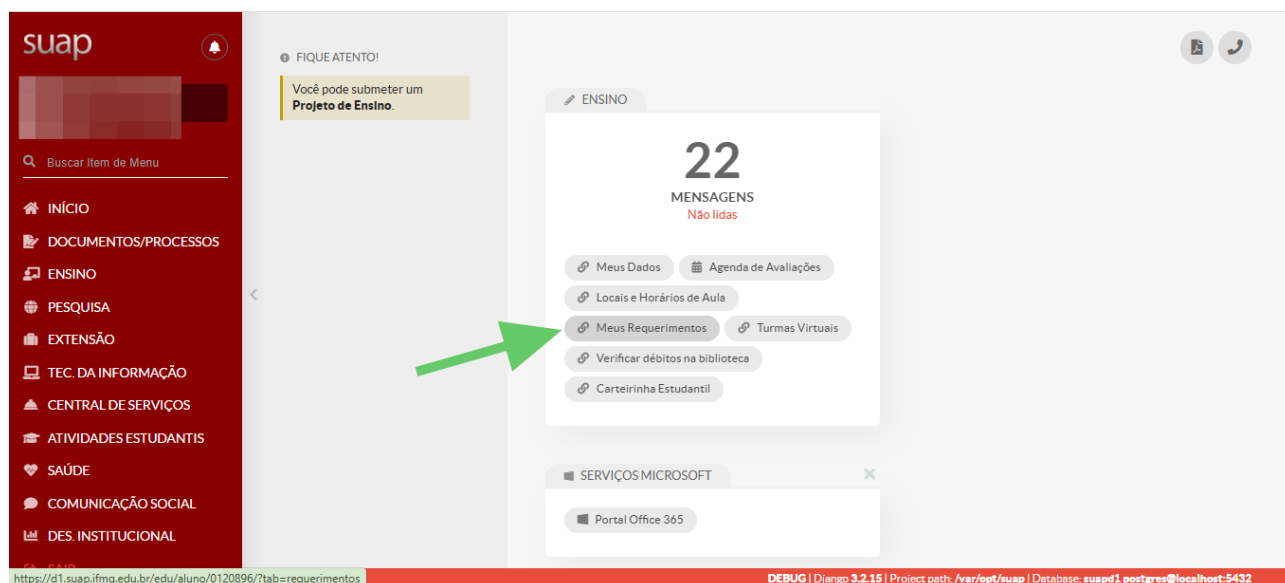 suap
Buscar Item de Menu
INÍCIO
DOCUMENTOS/PROCESSOS
ENSINO
PESQUISA
EXTENSÃO
TEC. DA INFORMAÇÃO
CENTRAL DE SERVIÇOS
ATIVIDADES ESTUDANTIS
SAÚDE
COMUNICAÇÃO SOCIAL
DES. INSTITUCIONAL
SAIR
FIQUE ATENTO!
Você pode submeter um
Projeto de Ensino.
ENSINO
22
MENSAGENS
Não lidas
Meus Dados
Agenda de Avaliações
Locais e Horários de Aula
Meus Requerimentos
Turmas Virtuais
Verificar débitos na biblioteca
Carteirinha Estudantil
SERVIÇOS MICROSOFT
Portal Office 365
https://d1.suap.ifmg.edu.br/edu/aluno/0120896/?tab=requerimentos
DEBUG | Django 3.2.15 | Project path: /var/opt/suap | Database: suapd1 postgres@localhost:5432